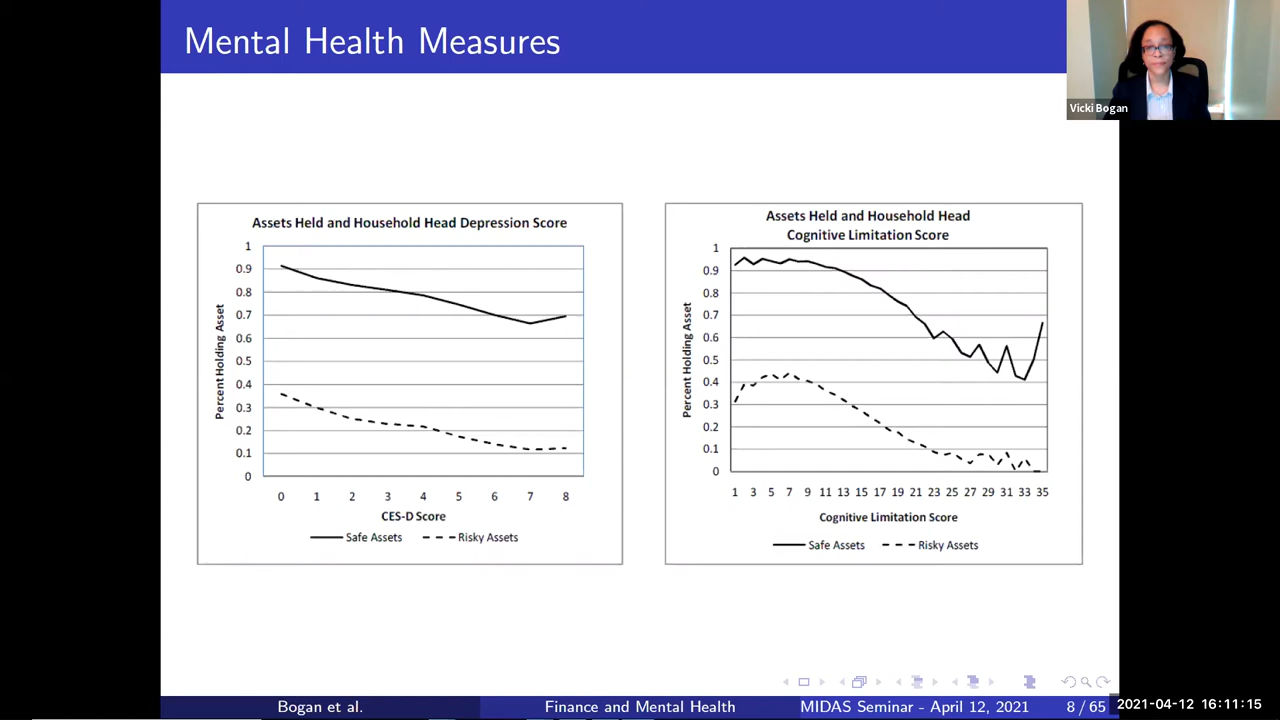 Mental Health Measures
Vicki Bogan
Assets Held and Household Head Depression Score
1
0.9
0.8
0.7
0.6
0.5
0.4
0.3
0.2
0.1
0
Percent Holding Asset
0 1 2 3 4 5 6 7 8
CES-D Score
Safe Assets Risky Assets
Assets Held and Household Head
Cognitive Limitation Score
1
0.9
0.8
0.7
0.6
0.5
0.4
0.3
0.2
0.1
0
Percent Holding Asset
1 3 5 7 9 11 13 15 17 19 21 23 25 27 29 31 33 35
Cognitive Limitation Score
Safe Assets Risky Assets
Bogan et al. Finance and Mental Health MIDAS Seminar - April 12, 2021 8 / 65
2021-04-12 16:11:15